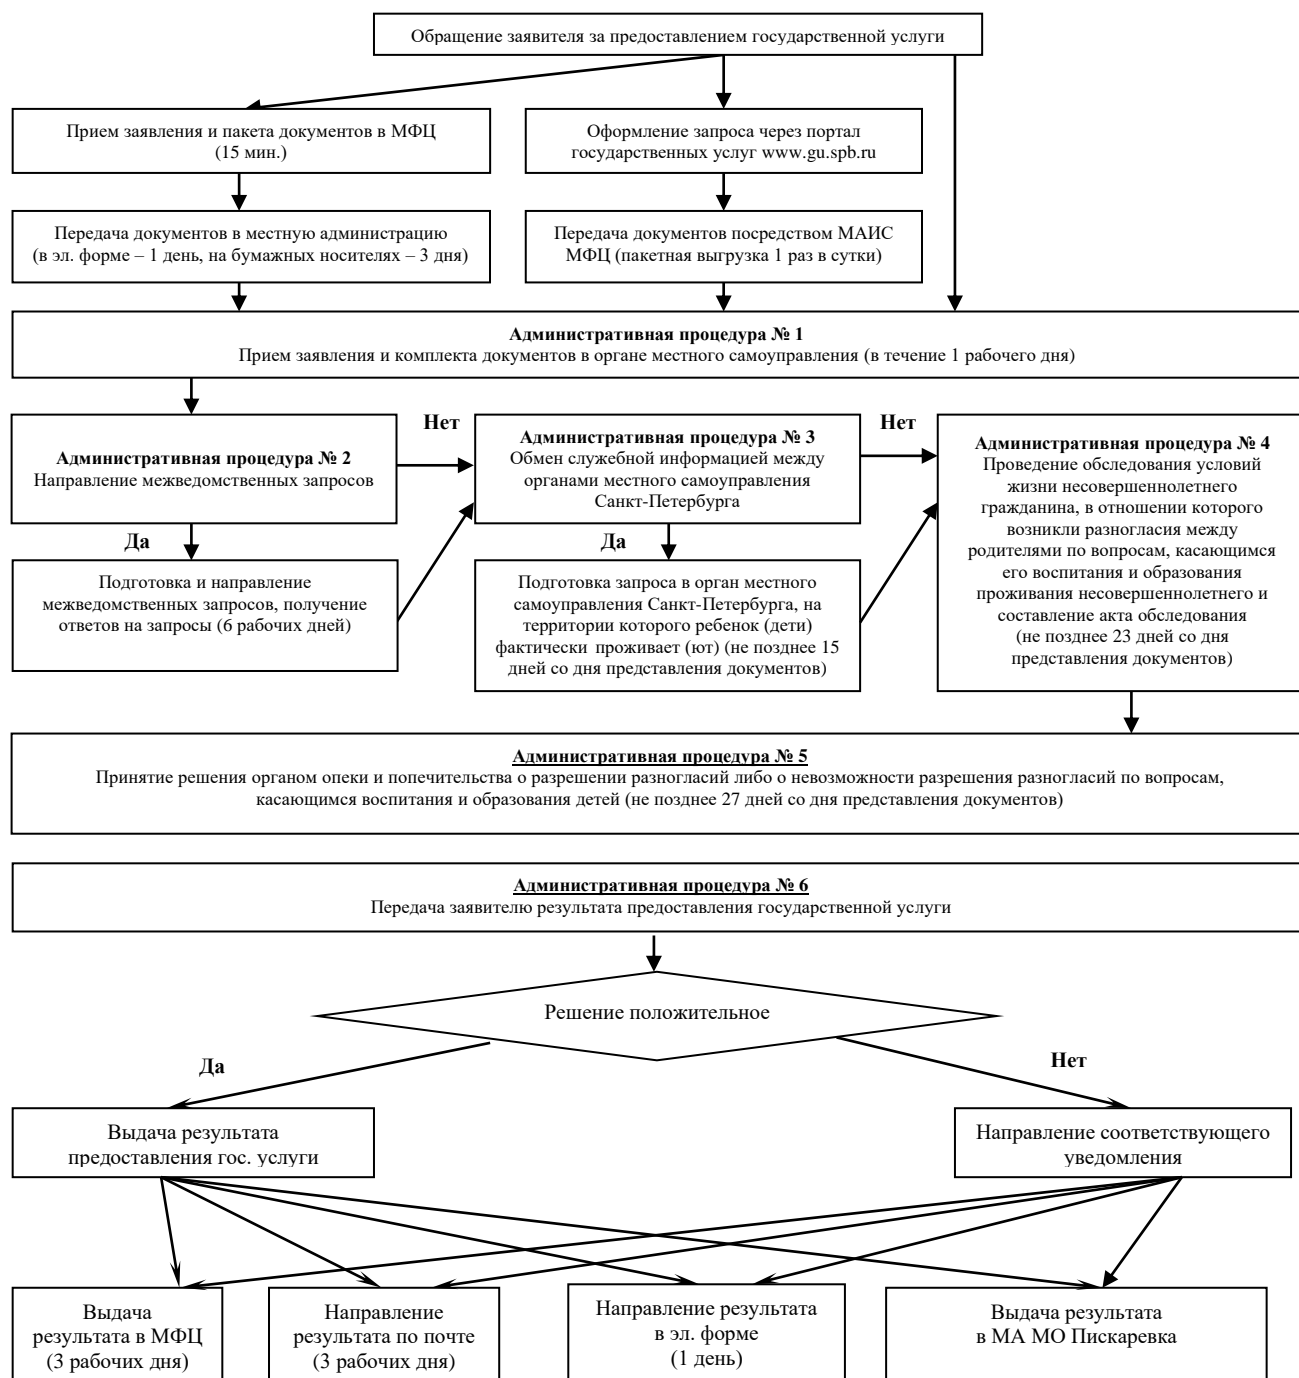 Обращение заявителя за предоставлением государственной услуги
Прием заявления и пакета документов в МФЦ
(15 мин.)
Оформление запроса через портал
государственных услуг www.gu.spb.ru
Передача документов в местную администрацию
(в эл. форме – 1 день, на бумажных носителях – 3 дня)
Передача документов посредством МАИС
МФЦ (пакетная выгрузка 1 раз в сутки)
Административная процедура № 1
Прием заявления и комплекта документов в органе местного самоуправления (в течение 1 рабочего дня)
Административная процедура № 2
Направление межведомственных запросов
Нет
Административная процедура № 3
Обмен служебной информацией между
органами местного самоуправления
Санкт-Петербурга
Нет
Административная процедура № 4
Проведение обследования условий
жизни несовершеннолетнего
гражданина, в отношении которого
возникли разногласия между
родителями по вопросам, касающимся
его воспитания и образования
проживания несовершеннолетнего и
составление акта обследования
(не позднее 23 дней со дня
представления документов)
Да
Подготовка и направление
межведомственных запросов, получение
ответов на запросы (6 рабочих дней)
Да
Подготовка запроса в орган местного
самоуправления Санкт-Петербурга, на
территории которого ребенок (дети)
фактически проживает (ют) (не позднее 15
дней со дня представления документов)
Административная процедура № 5
Принятие решения органом опеки и попечительства о разрешении разногласий либо о невозможности разрешения разногласий по вопросам,
касающимся воспитания и образования детей (не позднее 27 дней со дня представления документов)
Административная процедура № 6
Передача заявителю результата предоставления государственной услуги
Решение положительное
Да
Нет
Выдача результата
предоставления гос. услуги
Направление соответствующего
уведомления
Выдача
результата в МФЦ
(3 рабочих дня)
Направление
результата по почте
(3 рабочих дня)
Направление результата
в эл. форме
(1 день)
Выдача результата
в МА МО Пискаревка